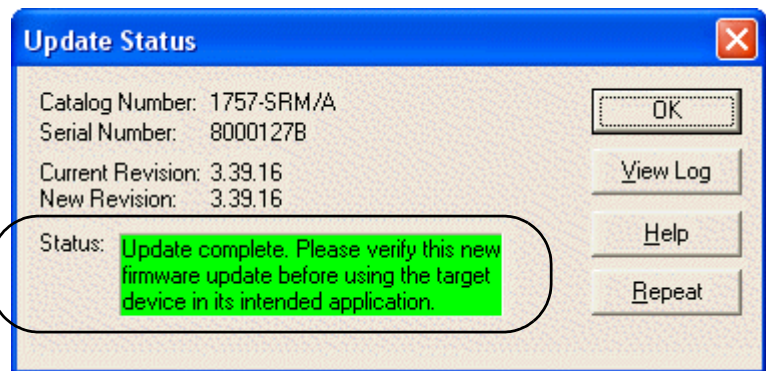 Update Status
Catalog Number: 1757-SRM/A
Serial Number: 8000127B
Current Revision: 3.39.16
New Revision: 3.39.16
Status: Update complete. Please verify this new
firmware update before using the target
device in its intended application.
OK
View Log
Help
Repeat